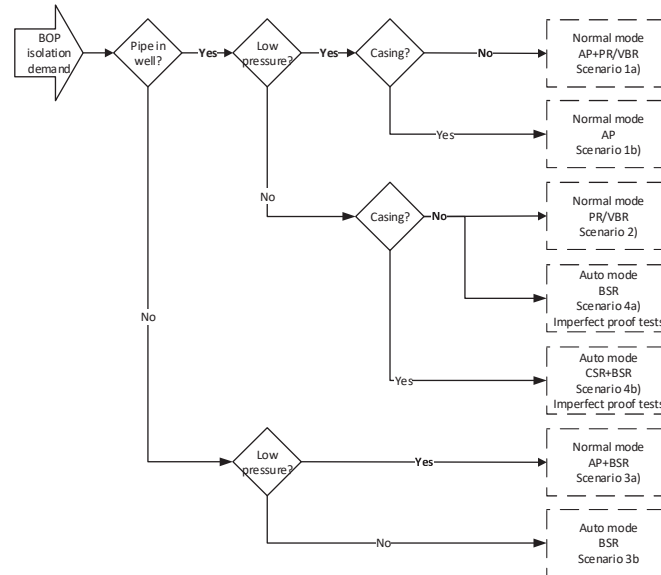 BOP
isolation
demand
Pipe in
well?
Yes
Low
pressure?
Yes
Casing?
No
Normal mode
AP+PR/VBR
Scenario 1a)
Yes
Normal mode
AP
Scenario 1b)
No
Casing?
No
Normal mode
PR/VBR
Scenario 2)
Auto mode
BSR
Scenario 4a)
Imperfect proof tests
No
Yes
Auto mode
CSR+BSR
Scenario 4b)
Imperfect proof tests
Low
pressure?
Yes
Normal mode
AP+BSR
Scenario 3a)
No
Auto mode
BSR
Scenario 3b